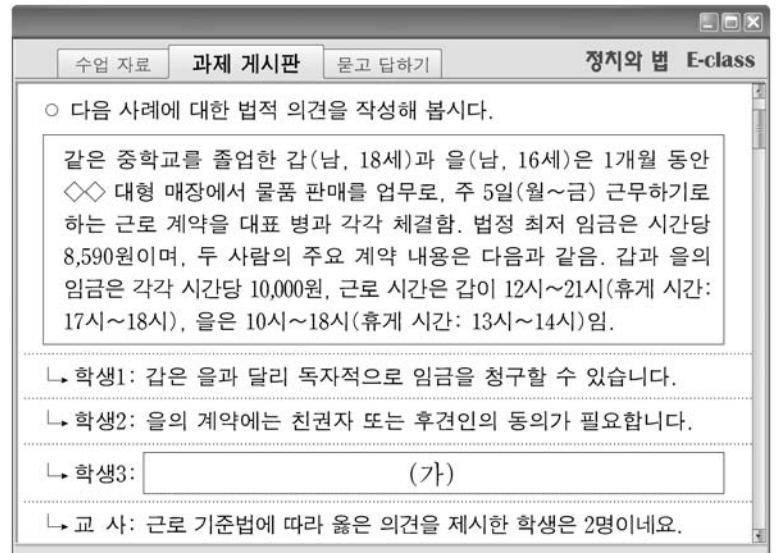 수업 자료 과제 게시판 묻고 답하기 정치와 법 E-class
○ 다음 사례에 대한 법적 의견을 작성해 봅시다.
같은 중학교를 졸업한 갑(남, 18세)과 을(남, 16세)은 1개월 동안
◇◇ 대형 매장에서 물품 판매를 업무로, 주 5일(월～금) 근무하기로
하는 근로 계약을 대표 병과 각각 체결함. 법정 최저 임금은 시간당
8,590원이며, 두 사람의 주요 계약 내용은 다음과 같음. 갑과 을의
임금은 각각 시간당 10,000원, 근로 시간은 갑이 12시～21시(휴게 시간:
17시～18시), 을은 10시～18시(휴게 시간: 13시～14시)임.
학생1: 갑은 을과 달리 독자적으로 임금을 청구할 수 있습니다.
학생2: 을의 계약에는 친권자 또는 후견인의 동의가 필요합니다.
학생3: (가)
교 사: 근로 기준법에 따라 옳은 의견을 제시한 학생은 2명이네요.